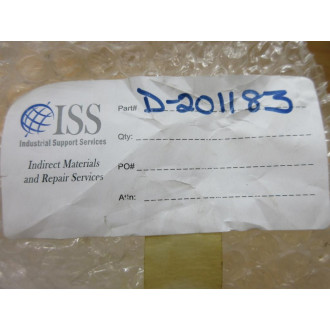 ISS
Industrial Support Services
Indirect Materials
and Repair Services
Part# D-201183
Qty:
PO#
Attn: